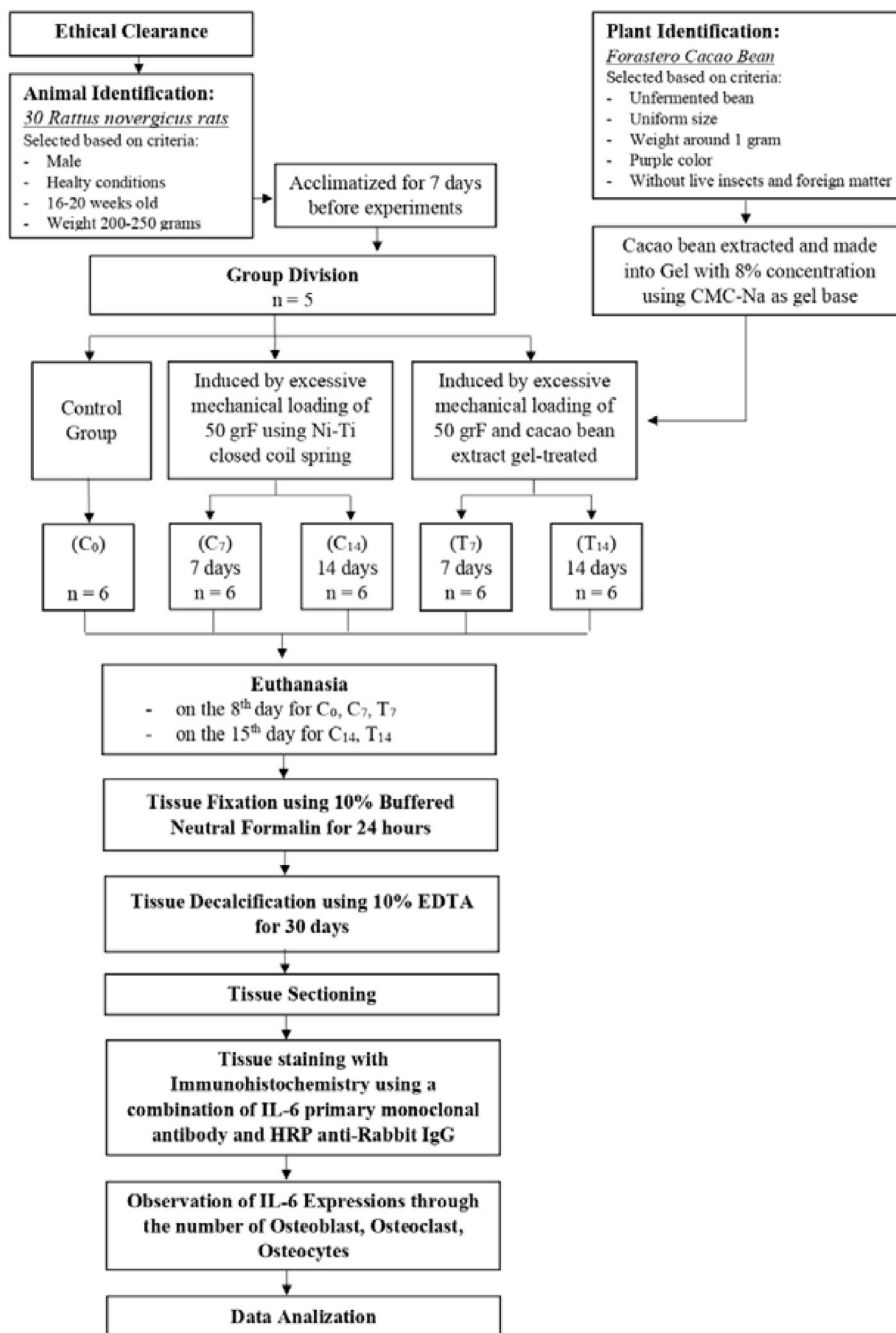 Ethical Clearance
Animal Identification:
30 Rattus novergicus rats
Selected based on criteria:
- Male
- Healty conditions
- 16-20 weeks old
- Weight 200-250 grams
Acclimatized for 7 days
before experiments
Plant Identification:
Forastero Cacao Bean
Selected based on criteria:
- Unfermented bean
- Uniform size
- Weight around 1 gram
- Purple color
- Without live insects and foreign matter
Cacao bean extracted and made
into Gel with 8% concentration
using CMC-Na as gel base
Group Division
n = 5
Control
Group
Induced by excessive
mechanical loading of
50 grF using Ni-Ti
closed coil spring
Induced by excessive
mechanical loading of
50 grF and cacao bean
extract gel-treated
(C₀)
n = 6
(C₇)
7 days
n = 6
(C₁₄)
14 days
n = 6
(T₇)
7 days
n = 6
(T₁₄)
14 days
n = 6
Euthanasia
- on the 8th day for C₀, C₇, T₇
- on the 15th day for C₁₄, T₁₄
Tissue Fixation using 10% Buffered
Neutral Formalin for 24 hours
Tissue Decalcification using 10% EDTA
for 30 days
Tissue Sectioning
Tissue staining with
Immunohistochemistry using a
combination of IL-6 primary monoclonal
antibody and HRP anti-Rabbit IgG
Observation of IL-6 Expressions through
the number of Osteoblast, Osteoclast,
Osteocytes
Data Analization